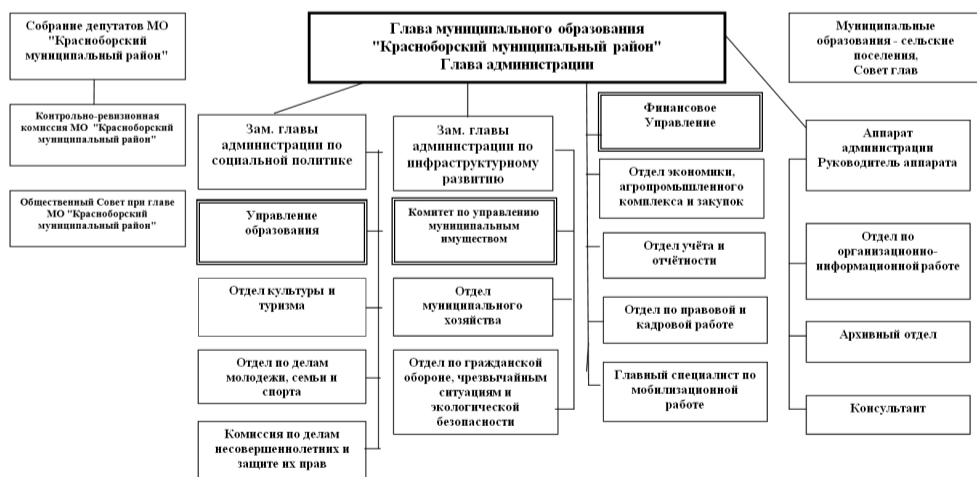 Собрание депутатов МО
"Красноборский
муниципальный район"
Глава муниципального образования
"Красноборский муниципальный район"
Глава администрации
Муниципальные
образования - сельские
поселения,
Совет глав
Контрольно-ревизионная
комиссия МО "Красноборский
муниципальный район"
Общественный Совет при главе
МО "Красноборский
муниципальный район"
Зам. главы
администрации по
социальной политике
Управление
образования
Отдел культуры и
туризма
Отдел по делам
молодежи, семьи и
спорта
Комиссия по делам
несовершеннолетних и
защите их прав
Зам. главы
администрации по
инфраструктурному
развитию
Комитет по управлению
муниципальным
имуществом
Отдел
муниципального
хозяйства
Отдел по гражданской
обороне, чрезвычайным
ситуациям и
экологической
безопасности
Финансовое
Управление
Отдел экономики,
агропромышленного
комплекса и закупок
Отдел учёта и
отчётности
Отдел по правовой и
кадровой работе
Главный специалист по
мобилизационной
работе
Аппарат
администрации
Руководитель аппарата
Отдел по
организационно-
информационной работе
Архивный отдел
Консультант